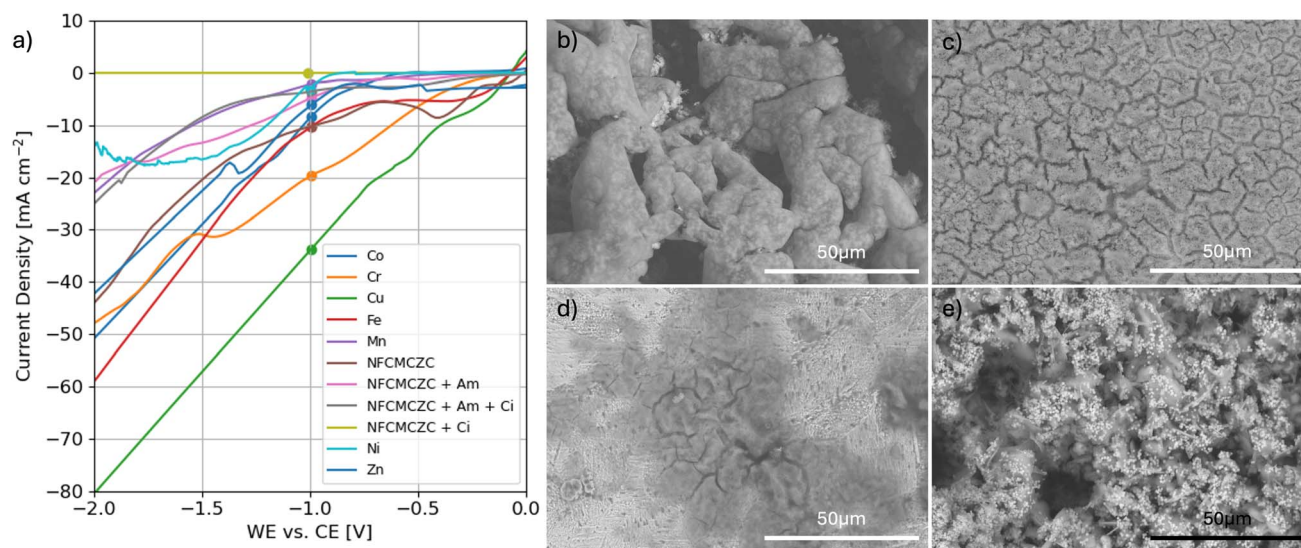 a)
10
0
−10
−20
−30
−40
−50
−60
−70
−80
Current Density [mA cm⁻²]
−2.0 −1.5 −1.0 −0.5 0.0
WE vs. CE [V]
Co
Cr
Cu
Fe
Mn
NFCMCZC
NFCMCZC + Am
NFCMCZC + Am + Ci
NFCMCZC + Ci
Ni
Zn
b)
50µm
c)
50µm
d)
50µm
e)
50µm